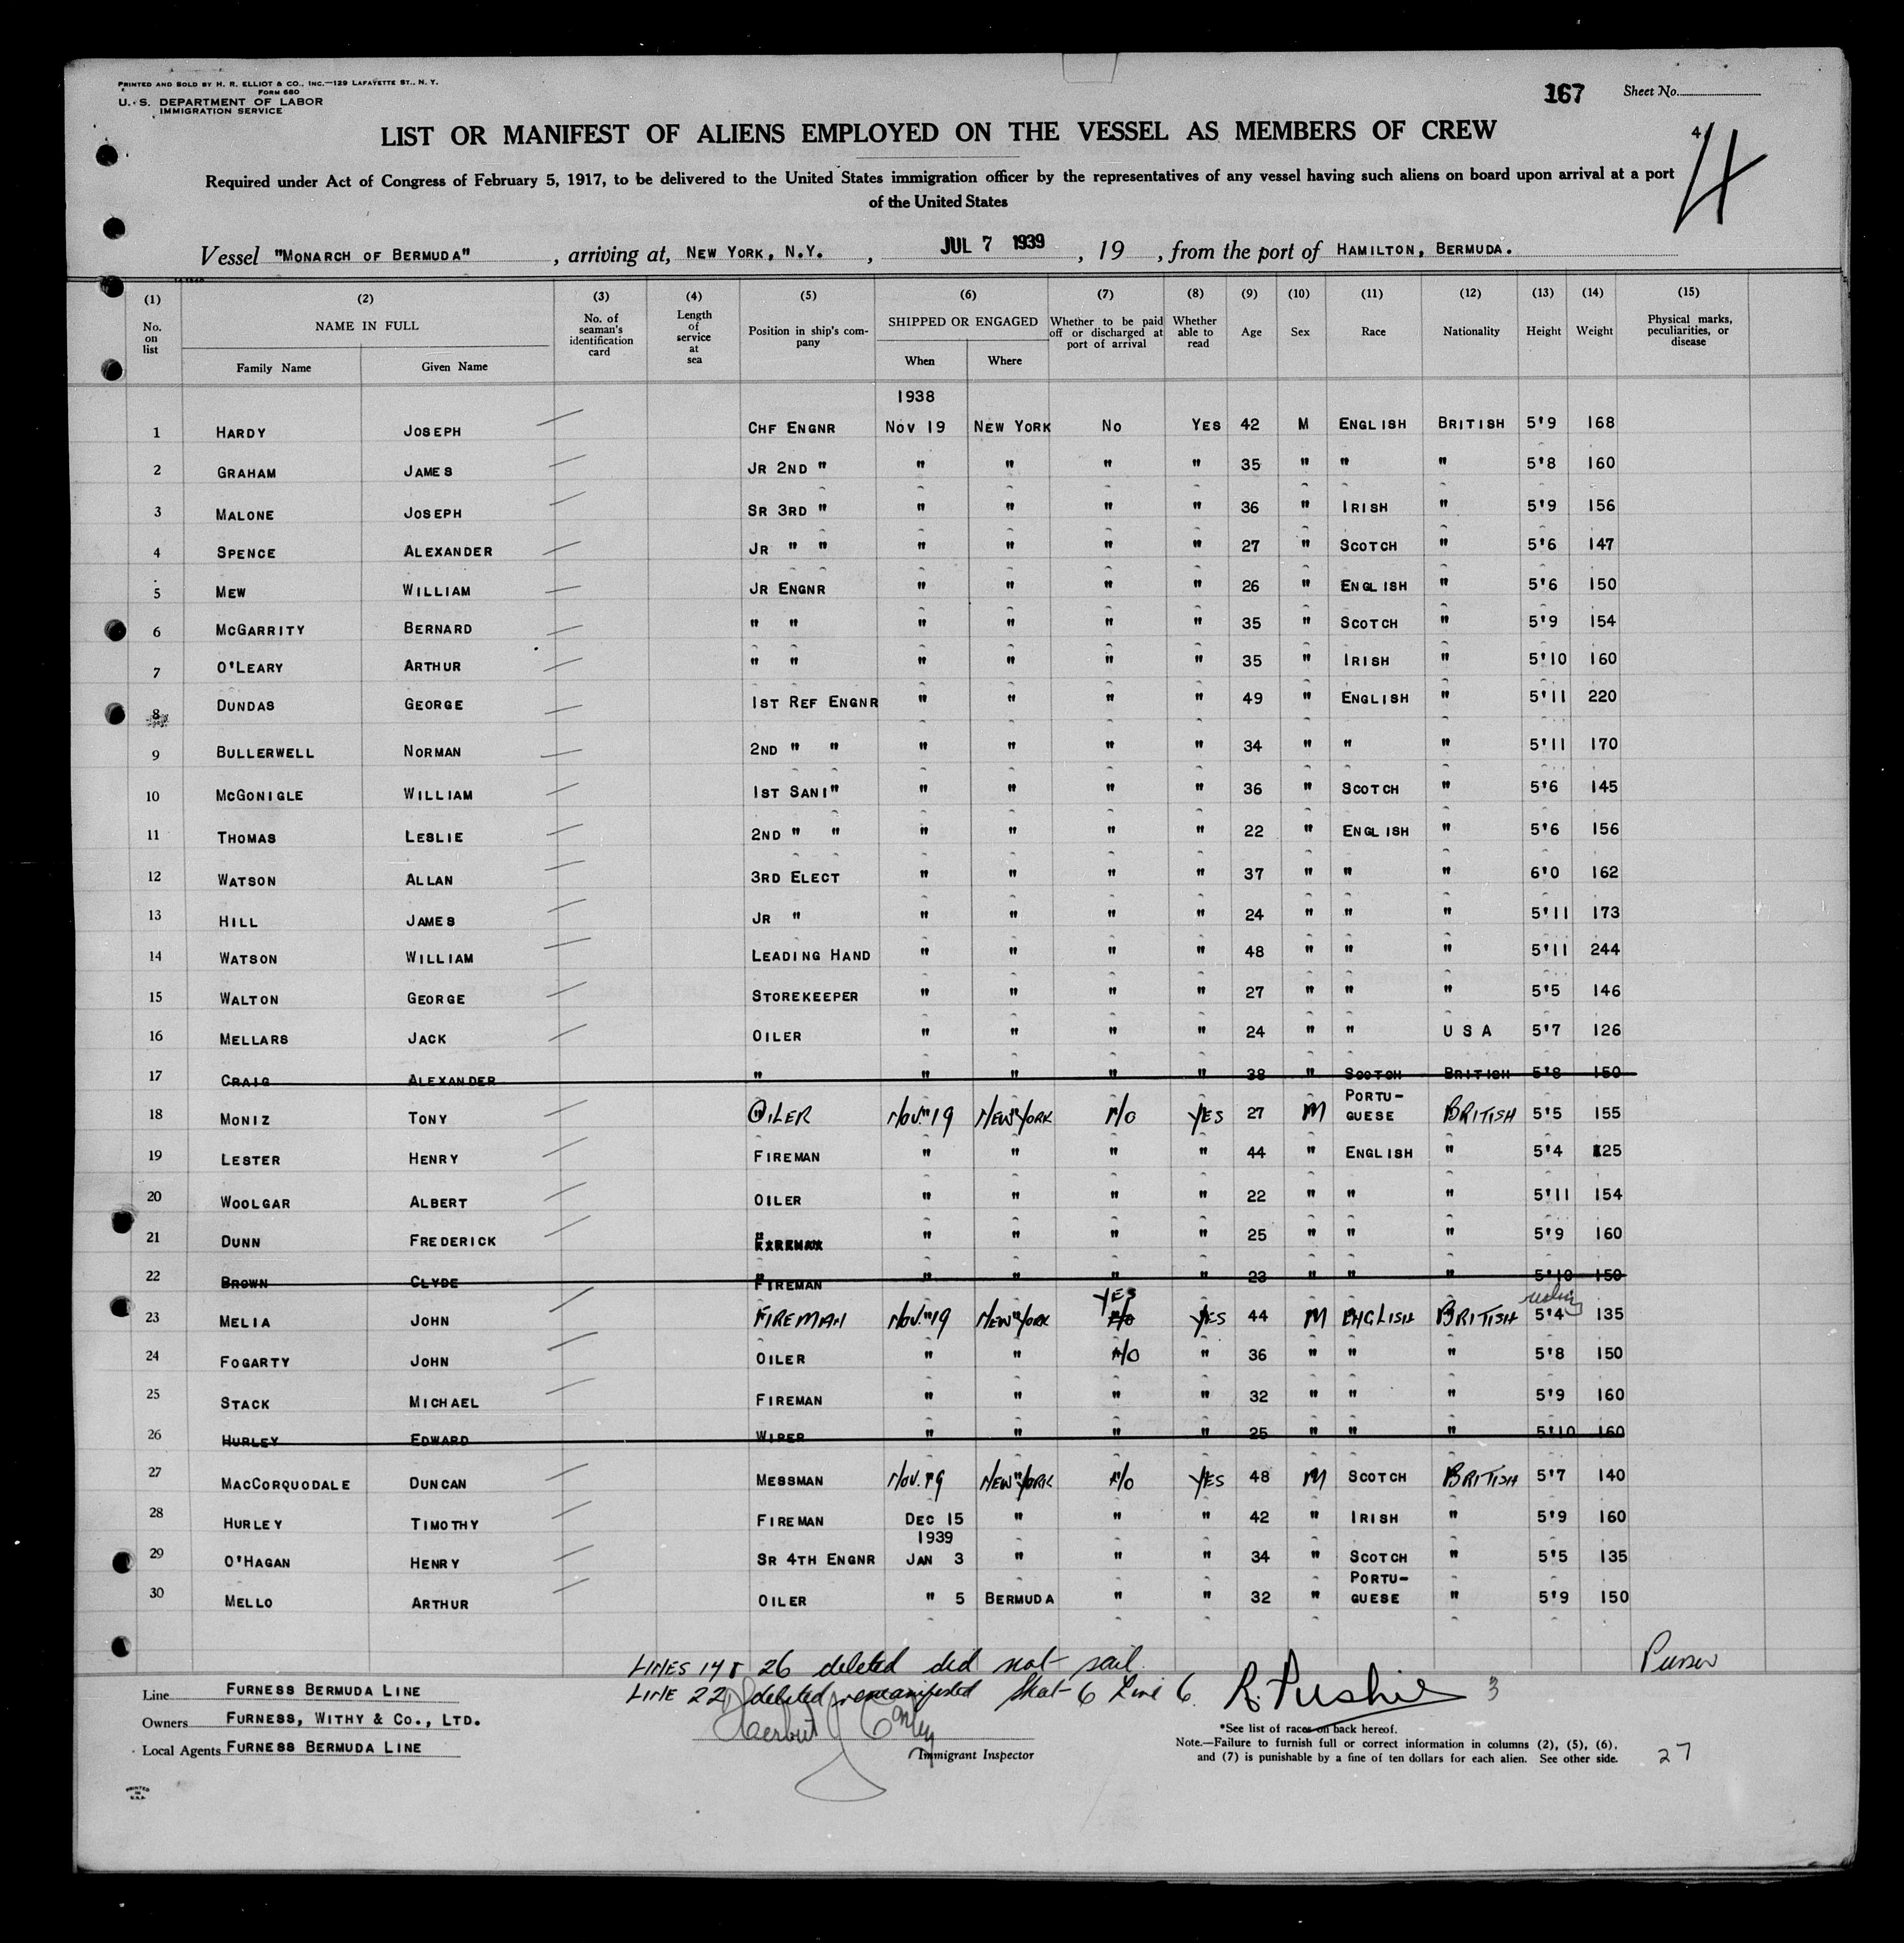 PRINTED AND SOLD BY H. R. ELLIOT & CO., INC.—129 LAFAYETTE ST., N. Y.
FORM 680
U. S. DEPARTMENT OF LABOR
IMMIGRATION SERVICE
167 Sheet No.
LIST OR MANIFEST OF ALIENS EMPLOYED ON THE VESSEL AS MEMBERS OF CREW
4
4
Required under Act of Congress of February 5, 1917, to be delivered to the United States immigration officer by the representatives of any vessel having such aliens on board upon arrival at a port
of the United States
Vessel "MONARCH OF BERMUDA", arriving at, NEW YORK, N.Y., JUL 7 1939, 19 , from the port of HAMILTON, BERMUDA.
(1) (2) (3) (4) (5) (6) (7) (8) (9) (10) (11) (12) (13) (14) (15)
No. on list NAME IN FULL Family Name Given Name No. of seaman's identification card Length of service at sea Position in ship's company SHIPPED OR ENGAGED When Where Whether to be paid off or discharged at port of arrival Whether able to read Age Sex Race Nationality Height Weight Physical marks, peculiarities, or disease
1938
1 HARDY JOSEPH CHF ENGNR NOV 19 NEW YORK NO YES 42 M ENGLISH BRITISH 5'9 168
2 GRAHAM JAMES JR 2ND " " " " " 35 " " " 5'8 160
3 MALONE JOSEPH SR 3RD " " " " " 36 " IRISH " 5'9 156
4 SPENCE ALEXANDER JR " " " " " " 27 " SCOTCH " 5'6 147
5 MEW WILLIAM JR ENGNR " " " " 26 " ENGLISH " 5'6 150
6 MCGARRITY BERNARD " " " " " " 35 " SCOTCH " 5'9 154
7 O'LEARY ARTHUR " " " " " " 35 " IRISH " 5'10 160
8 DUNDAS GEORGE 1ST REF ENGNR " " " " 49 " ENGLISH " 5'11 220
9 BULLERWELL NORMAN 2ND " " " " " " 34 " " " 5'11 170
10 MCGONIGLE WILLIAM 1ST SANI" " " " " 36 " SCOTCH " 5'6 145
11 THOMAS LESLIE 2ND " " " " " " 22 " ENGLISH " 5'6 156
12 WATSON ALLAN 3RD ELECT " " " " 37 " " " 6'0 162
13 HILL JAMES JR " " " " " 24 " " " 5'11 173
14 WATSON WILLIAM LEADING HAND " " " " 48 " " " 5'11 244
15 WALTON GEORGE STOREKEEPER " " " " 27 " " " 5'5 146
16 MELLARS JACK OILER " " " " 24 " " U S A 5'7 126
17 CRAIG ALEXANDER " " " " " 38 " SCOTCH BRITISH 5'8 150
18 MONIZ TONY OILER NOV. 19 NEW YORK NO YES 27 M PORTU-GUESE BRITISH 5'5 155
19 LESTER HENRY FIREMAN " " " " 44 " ENGLISH " 5'4 125
20 WOOLGAR ALBERT OILER " " " " 22 " " " 5'11 154
21 DUNN FREDERICK " " " " " 25 " " " 5'9 160
22 BROWN CLYDE FIREMAN " " " " 23 " " " 5'10 150
23 MELIA JOHN FIREMAN NOV. 19 NEW YORK YES NO YES 44 M ENGLISH BRITISH 5'4 135
24 FOGARTY JOHN OILER " " NO " 36 " " " 5'8 150
25 STACK MICHAEL FIREMAN " " " " 32 " " " 5'9 160
26 HURLEY EDWARD WIPER " " " " 25 " " " 5'10 160
27 MACCORQUODALE DUNCAN MESSMAN NOV. 19 NEW YORK NO YES 48 M SCOTCH BRITISH 5'7 140
28 HURLEY TIMOTHY FIREMAN DEC 15 " " " 42 " IRISH " 5'9 160
1939
29 O'HAGAN HENRY SR 4TH ENGNR JAN 3 " " " 34 " SCOTCH " 5'5 135
30 MELLO ARTHUR OILER " 5 BERMUDA " " 32 " PORTU-GUESE " 5'9 150
LINES 17 & 26 deleted did not sail
Purser
LINE 22 deleted remanifested Sheet 6 Line 6. R. Pushie 3
Line FURNESS BERMUDA LINE
Owners FURNESS, WITHY & CO., LTD.
Local Agents FURNESS BERMUDA LINE
Immigrant Inspector
*See list of races on back hereof.
Note.—Failure to furnish full or correct information in columns (2), (5), (6),
and (7) is punishable by a fine of ten dollars for each alien. See other side.
27
PRINTED
IN
U.S.A.